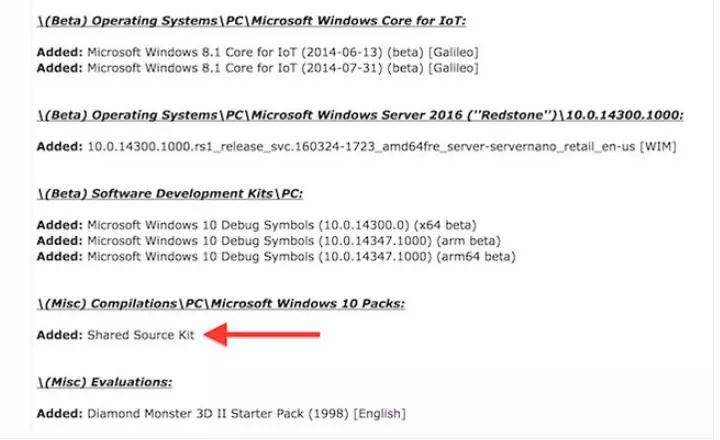 \(Beta) Operating Systems\PC\Microsoft Windows Core for IoT:
Added: Microsoft Windows 8.1 Core for IoT (2014-06-13) (beta) [Galileo]
Added: Microsoft Windows 8.1 Core for IoT (2014-07-31) (beta) [Galileo]
\(Beta) Operating Systems\PC\Microsoft Windows Server 2016 ("Redstone")\10.0.14300.1000:
Added: 10.0.14300.1000.rs1_release_svc.160324-1723_amd64fre_server-servernano_retail_en-us [WIM]
\(Beta) Software Development Kits\PC:
Added: Microsoft Windows 10 Debug Symbols (10.0.14300.0) (x64 beta)
Added: Microsoft Windows 10 Debug Symbols (10.0.14347.1000) (arm beta)
Added: Microsoft Windows 10 Debug Symbols (10.0.14347.1000) (arm64 beta)
\(Misc) Compilations\PC\Microsoft Windows 10 Packs:
Added: Shared Source Kit
\(Misc) Evaluations:
Added: Diamond Monster 3D II Starter Pack (1998) [English]